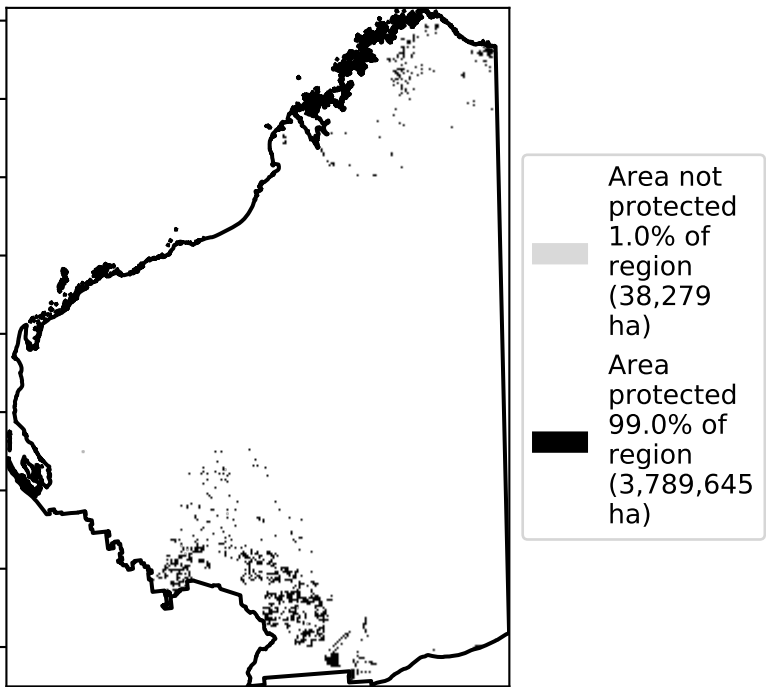 Area not
protected
1.0% of
region
(38,279
ha)
Area
protected
99.0% of
region
(3,789,645
ha)